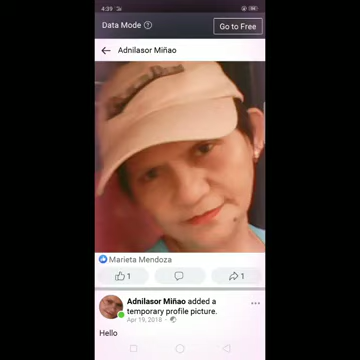 4:39
Data Mode
Go to Free
Adnilasor Miñao
Marieta Mendoza
1
1
Adnilasor Miñao added a
temporary profile picture.
Apr 19, 2018 ·
Hello